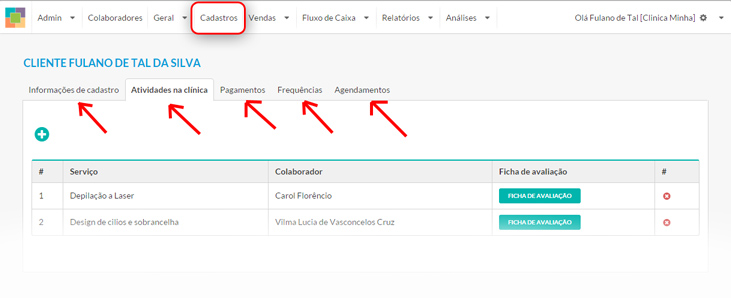 Admin Colaboradores Geral Cadastros Vendas Fluxo de Caixa Relatórios Análises Olá Fulano de Tal [Clinica Minha]
CLIENTE FULANO DE TAL DA SILVA
Informações de cadastro Atividades na clínica Pagamentos Frequências Agendamentos
# Serviço Colaborador Ficha de avaliação #
1 Depilação a Laser Carol Florêncio FICHA DE AVALIAÇÃO
2 Design de cílios e sobrancelha Vilma Lucia de Vasconcelos Cruz FICHA DE AVALIAÇÃO